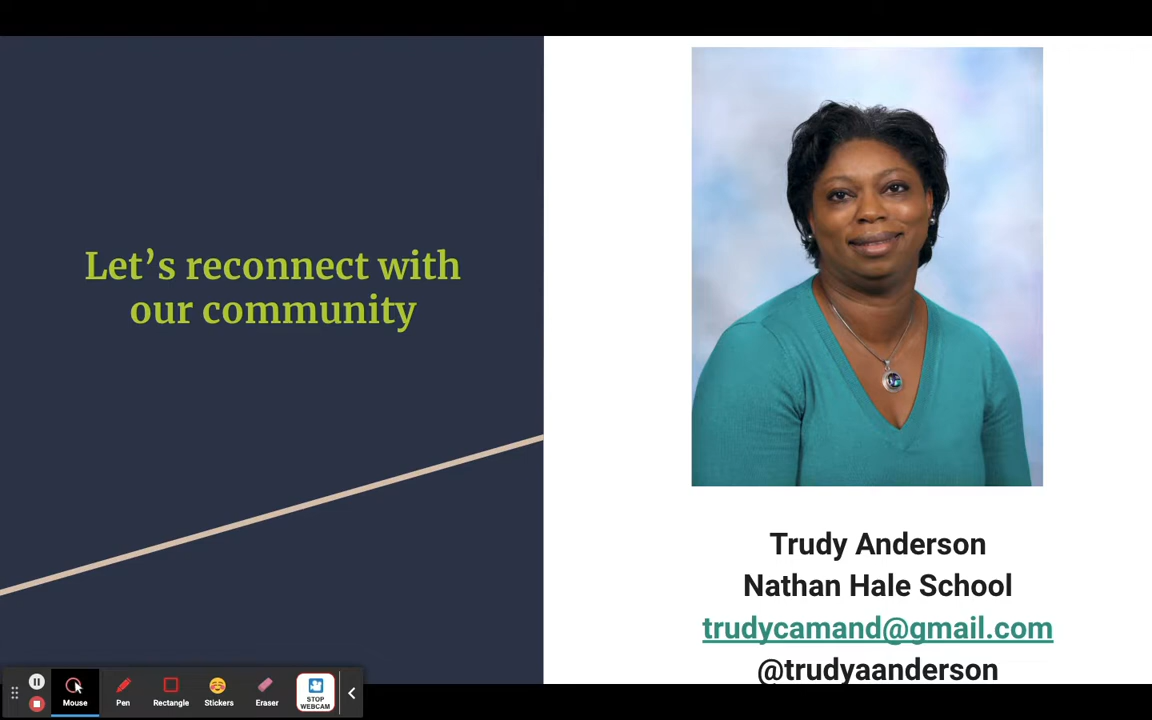 Let’s reconnect with
our community
Trudy Anderson
Nathan Hale School
trudycamand@gmail.com
@trudyaanderson
Mouse
Pen
Rectangle
Stickers
Eraser
STOP
WEBCAM